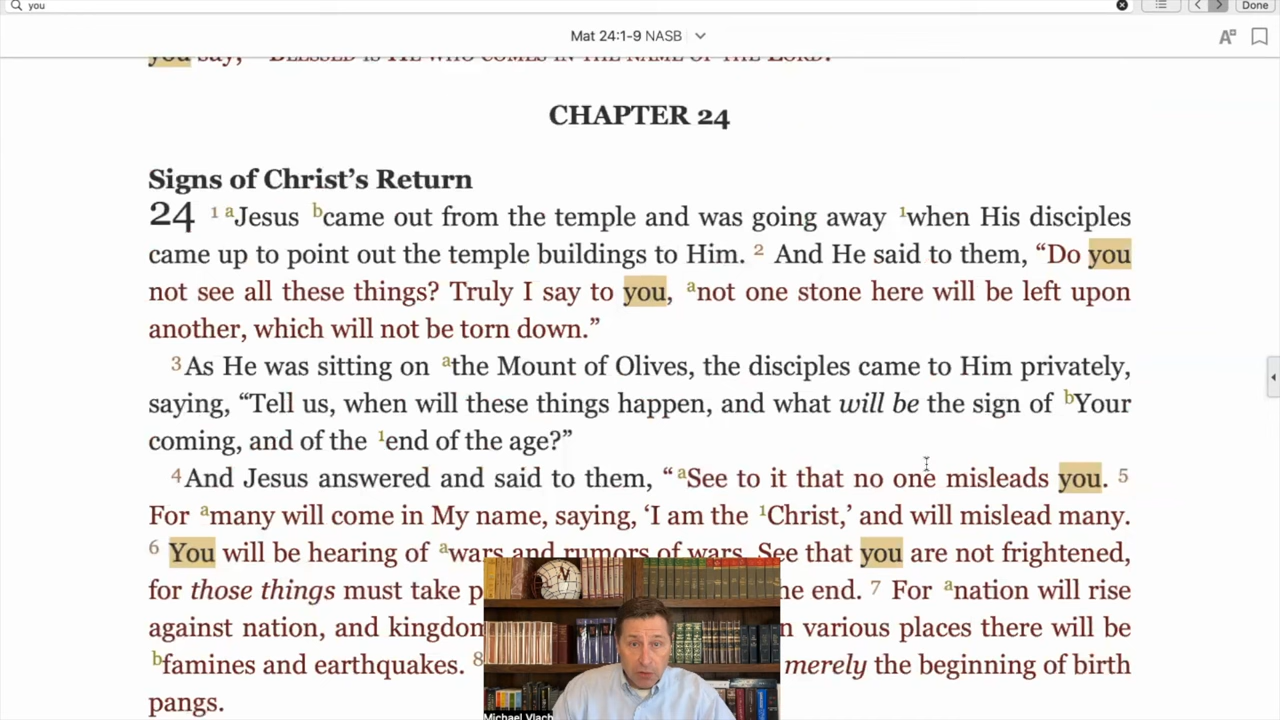 you
Done
Mat 24:1-9 NASB
you say, “BLESSED IS HE WHO COMES IN THE NAME OF THE LORD.
CHAPTER 24
Signs of Christ’s Return
24 1 aJesus bcame out from the temple and was going away 1when His disciples
came up to point out the temple buildings to Him. 2 And He said to them, “Do you
not see all these things? Truly I say to you, anot one stone here will be left upon
another, which will not be torn down.”
3 As He was sitting on athe Mount of Olives, the disciples came to Him privately,
saying, “Tell us, when will these things happen, and what will be the sign of bYour
coming, and of the 1end of the age?”
4 And Jesus answered and said to them, “aSee to it that no one misleads you. 5
For amany will come in My name, saying, ‘I am the 1Christ,’ and will mislead many.
6 You will be hearing of awars and rumors of wars. See that you are not frightened,
for those things must take p he end. 7 For anation will rise
against nation, and kingdon n various places there will be
bfamines and earthquakes. 8 merely the beginning of birth
pangs.
Michael Vlach